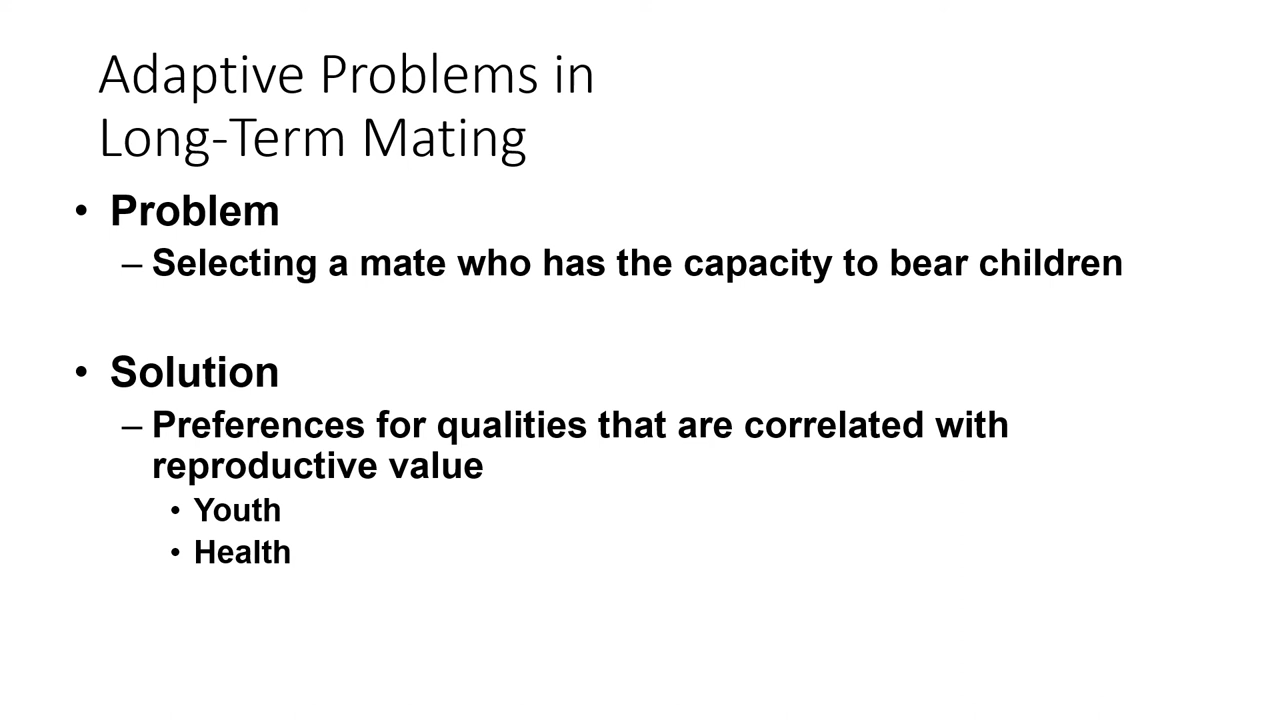 Adaptive Problems in
Long-Term Mating
• Problem
– Selecting a mate who has the capacity to bear children
• Solution
– Preferences for qualities that are correlated with
reproductive value
• Youth
• Health